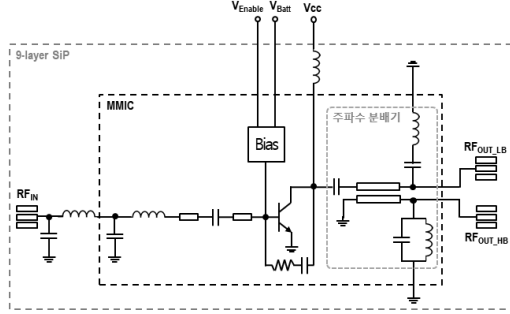 V_Enable V_Batt Vcc
9-layer SiP
MMIC
주파수 분배기
Bias
RF_OUT_LB
RF_IN
RF_OUT_HB